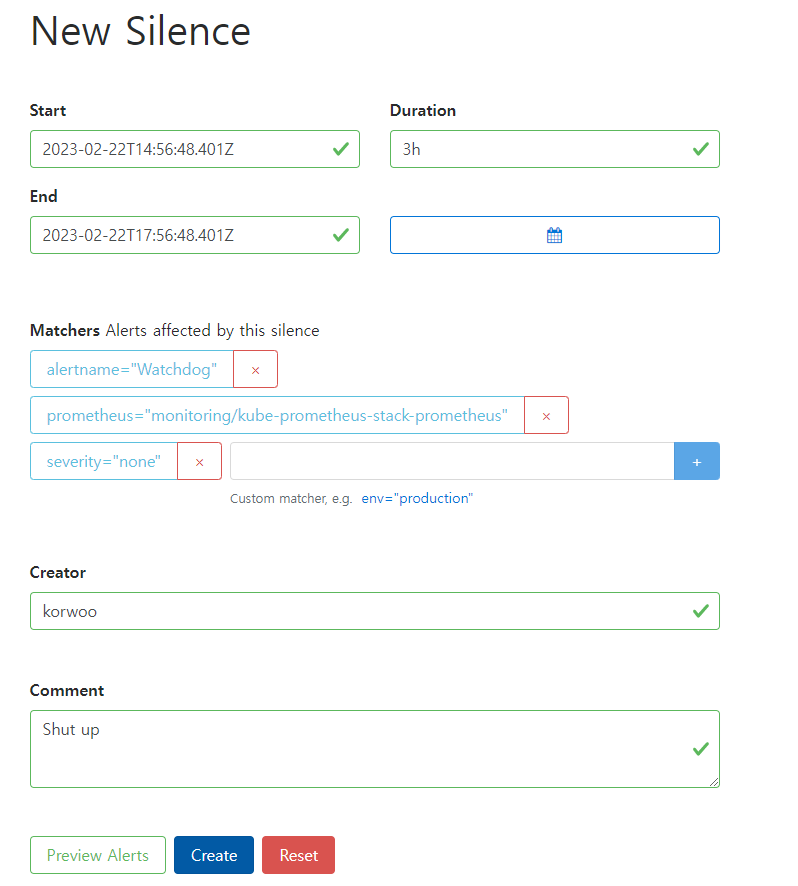 New Silence
Start Duration
2023-02-22T14:56:48.401Z 3h
End
2023-02-22T17:56:48.401Z
Matchers Alerts affected by this silence
alertname="Watchdog" ×
prometheus="monitoring/kube-prometheus-stack-prometheus" ×
severity="none" × +
Custom matcher, e.g. env="production"
Creator
korwoo
Comment
Shut up
Preview Alerts Create Reset